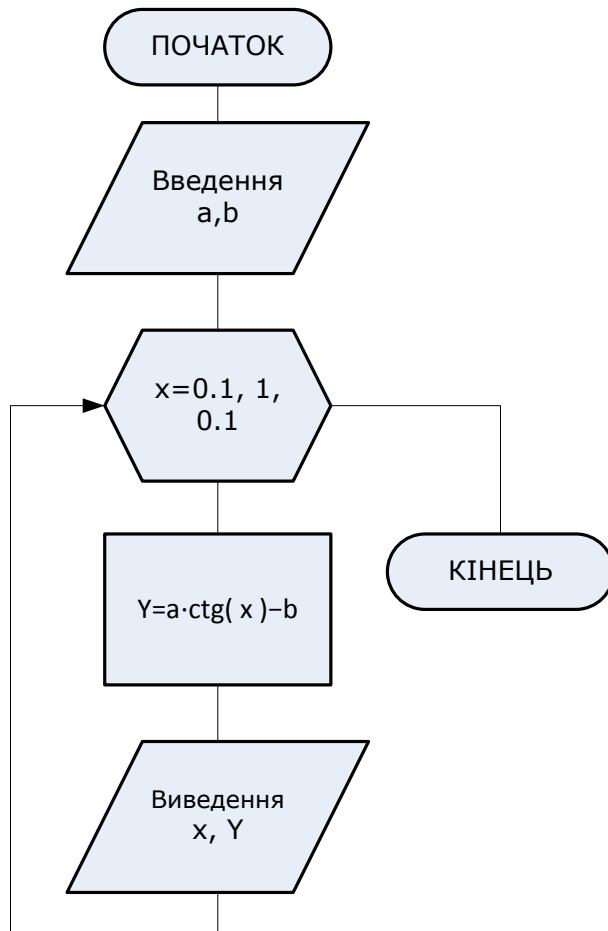 ПОЧАТОК
Введення
a,b
x=0.1, 1,
0.1
Y=a·ctg( x )−b
КІНЕЦЬ
Виведення
x, Y